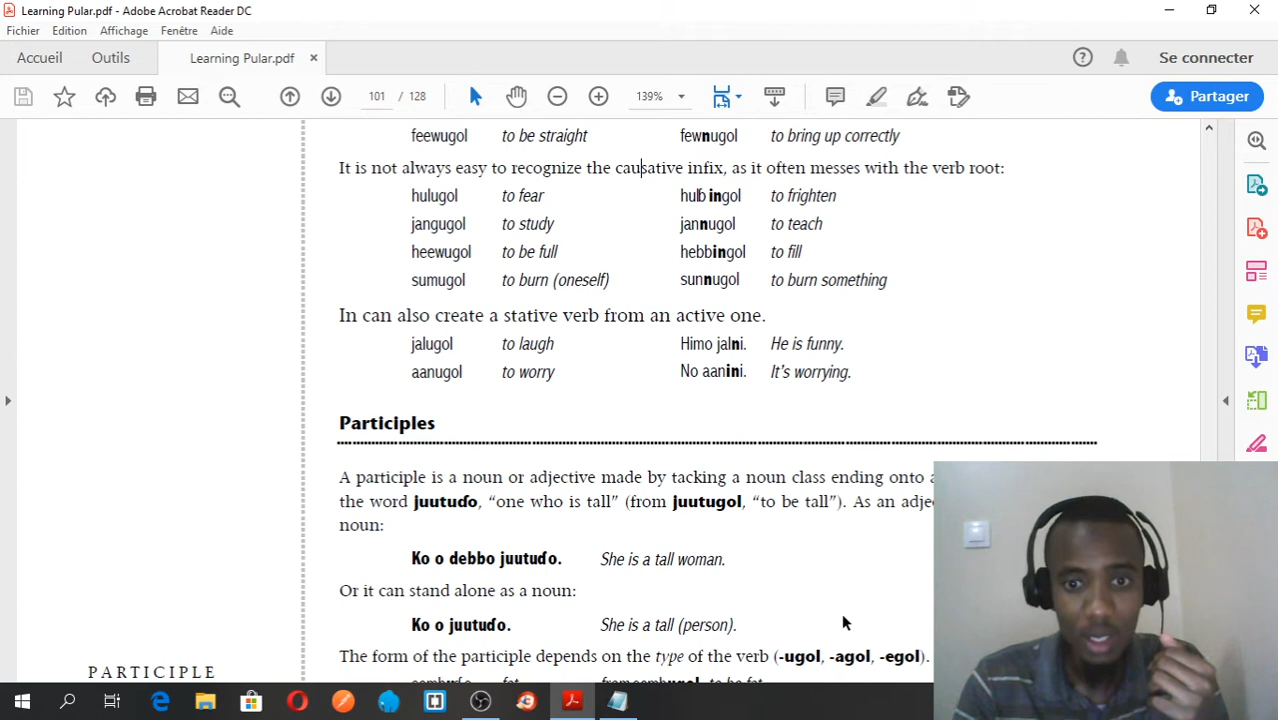 Learning Pular.pdf - Adobe Acrobat Reader DC
Fichier Edition Affichage Fenêtre Aide
Accueil Outils Learning Pular.pdf × Se connecter
101 / 128 139% Partager
feewugol to be straight fewnugol to bring up correctly
It is not always easy to recognize the causative infix, as it often messes with the verb root:
hulugol to fear hulɓ ingol to frighten
jangugol to study jannugol to teach
heewugol to be full hebbingol to fill
sumugol to burn (oneself) sunnugol to burn something
In can also create a stative verb from an active one.
jalugol to laugh Himo jalni. He is funny.
aanugol to worry No aanini. It's worrying.
Participles
A participle is a noun or adjective made by tacking a noun class ending onto
the word juutuɗo, “one who is tall” (from juutugol, “to be tall”). As an
noun:
Ko o debbo juutuɗo. She is a tall woman.
Or it can stand alone as a noun:
Ko o juutuɗo. She is a tall (person).
PARTICIPLE
The form of the participle depends on the type of the verb (-ugol, -agol, -egol).